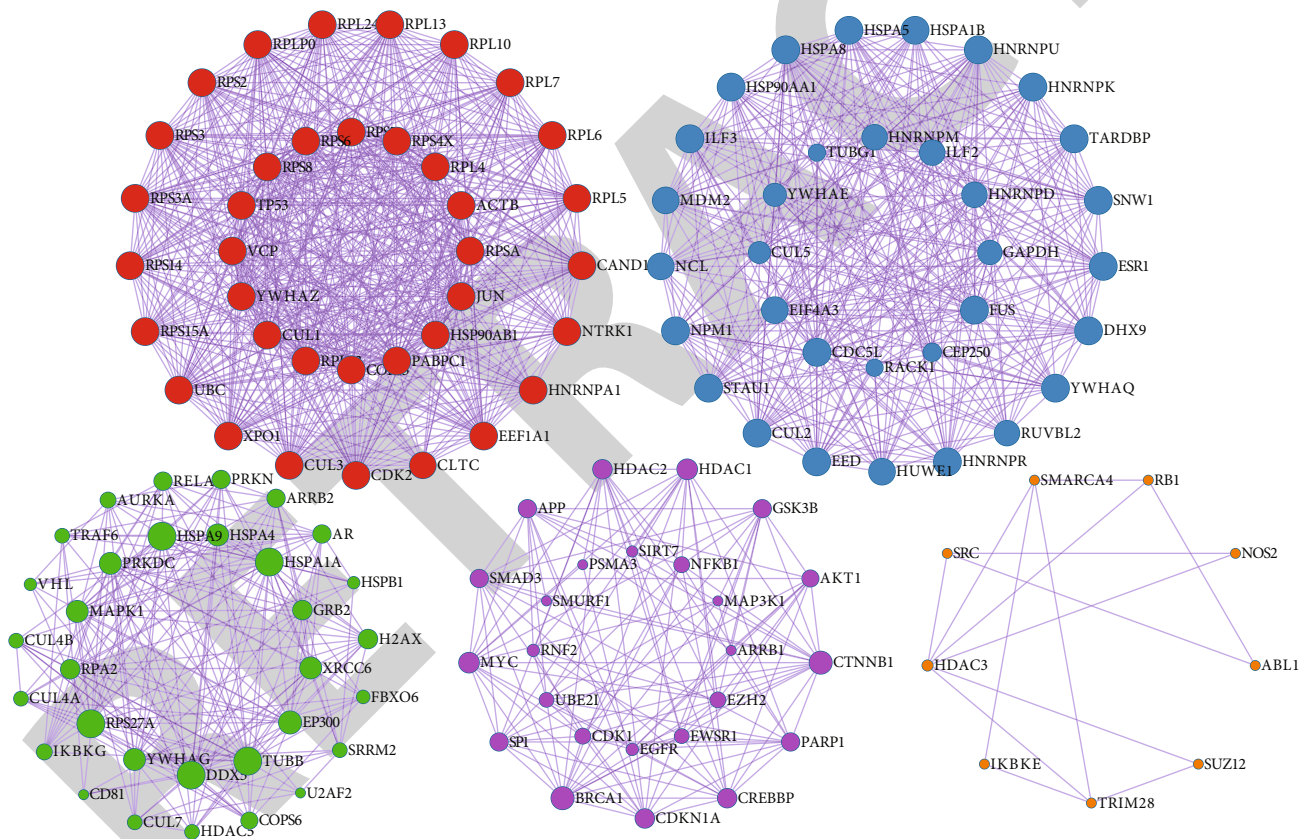 RPL24
RPL13
RPLP0
RPL10
RPS2
RPL7
RPS3
RPL6
RPS6
RPS4X
RPS8
RPL4
RPS3A
TP53
ACTB
RPL5
VCP
RPSA
RPS14
CAND1
YWHAZ
JUN
RPS15A
CUL1
HSP90AB1
NTRK1
PABPC1
UBC
HNRNPA1
XPO1
EEF1A1
CUL3
CDK2
CLTC
HSPA5
HSPA1B
HSPA8
HNRNPU
HSP90AA1
HNRNPK
ILF3
HNRNPM
TARDBP
TUBG1
ILF2
MDM2
YWHAE
HNRNPD
SNW1
NCL
CUL5
GAPDH
ESR1
NPM1
EIF4A3
FUS
DHX9
CDC5L
CEP250
RACK1
STAU1
YWHAQ
CUL2
RUVBL2
EED
HUWE1
HNRNPR
RELA
PRKN
AURKA
ARRB2
TRAF6
HSPA9
HSPA4
AR
PRKDC
HSPA1A
VHL
HSPB1
MAPK1
GRB2
CUL4B
H2AX
RPA2
XRCC6
CUL4A
FBXO6
RPS27A
EP300
IKBKG
YWHAG
TUBB
SRRM2
DDX5
CD81
U2AF2
CUL7
HDAC5
COPS6
HDAC2
HDAC1
APP
GSK3B
SIRT7
PSMA3
NFKB1
SMAD3
AKT1
SMURF1
MAP3K1
RNF2
ARRB1
MYC
CTNNB1
UBE2I
EZH2
SP1
CDK1
EWSR1
PARP1
EGFR
BRCA1
CREBBP
CDKN1A
SMARCA4
RB1
SRC
NOS2
HDAC3
ABL1
IKBKE
SUZ12
TRIM28